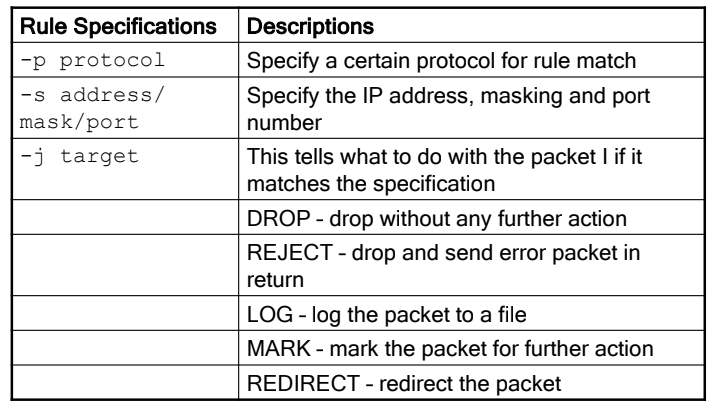 Rule Specifications Descriptions
-p protocol Specify a certain protocol for rule match
-s address/ Specify the IP address, masking and port
mask/port number
-j target This tells what to do with the packet I if it
matches the specification
DROP – drop without any further action
REJECT – drop and send error packet in
return
LOG – log the packet to a file
MARK – mark the packet for further action
REDIRECT – redirect the packet